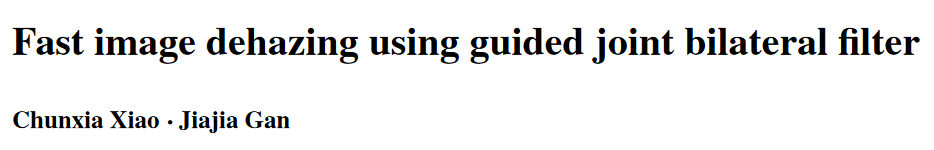 Fast image dehazing using guided joint bilateral filter
Chunxia Xiao · Jiajia Gan